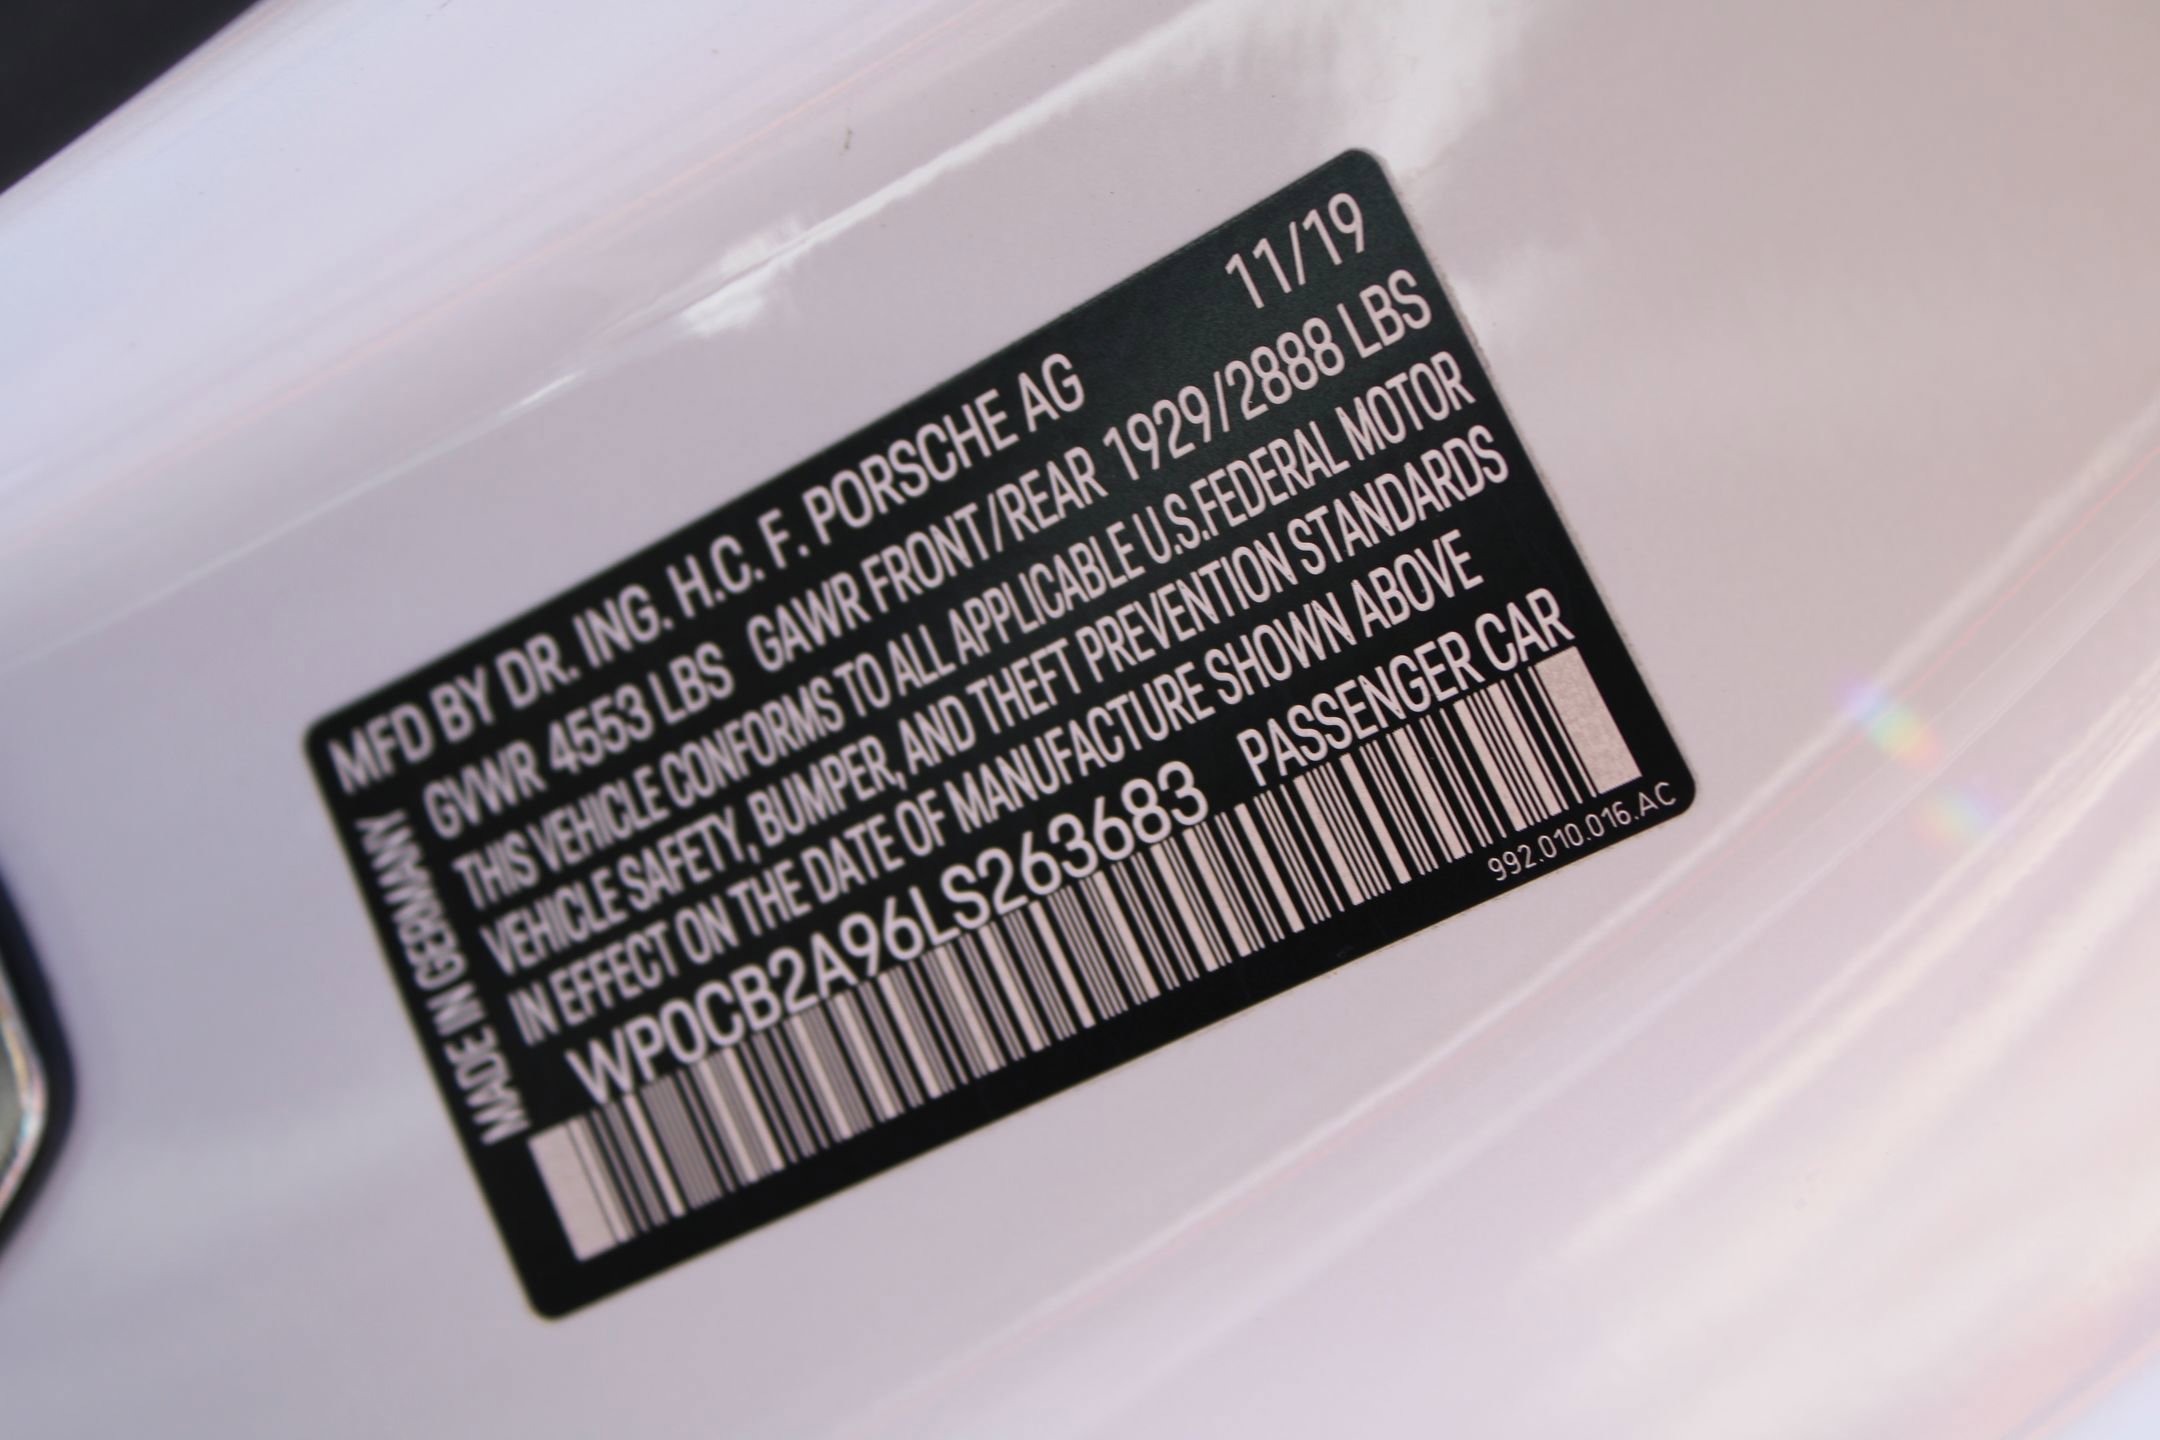 MFD BY DR. ING. H.C. F. PORSCHE AG 11/19
GVWR 4553 LBS GAWR FRONT/REAR 1929/2888 LBS
THIS VEHICLE CONFORMS TO ALL APPLICABLE U.S.FEDERAL MOTOR
VEHICLE SAFETY, BUMPER, AND THEFT PREVENTION STANDARDS
IN EFFECT ON THE DATE OF MANUFACTURE SHOWN ABOVE
WP0CB2A96LS263683 PASSENGER CAR
992.010.016.AC
MADE IN GERMANY